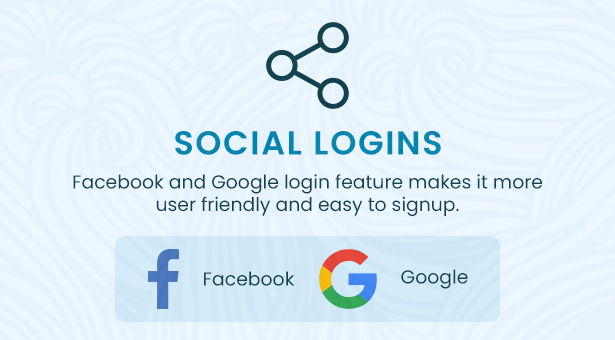 SOCIAL LOGINS
Facebook and Google login feature makes it more
user friendly and easy to signup.
Facebook
Google